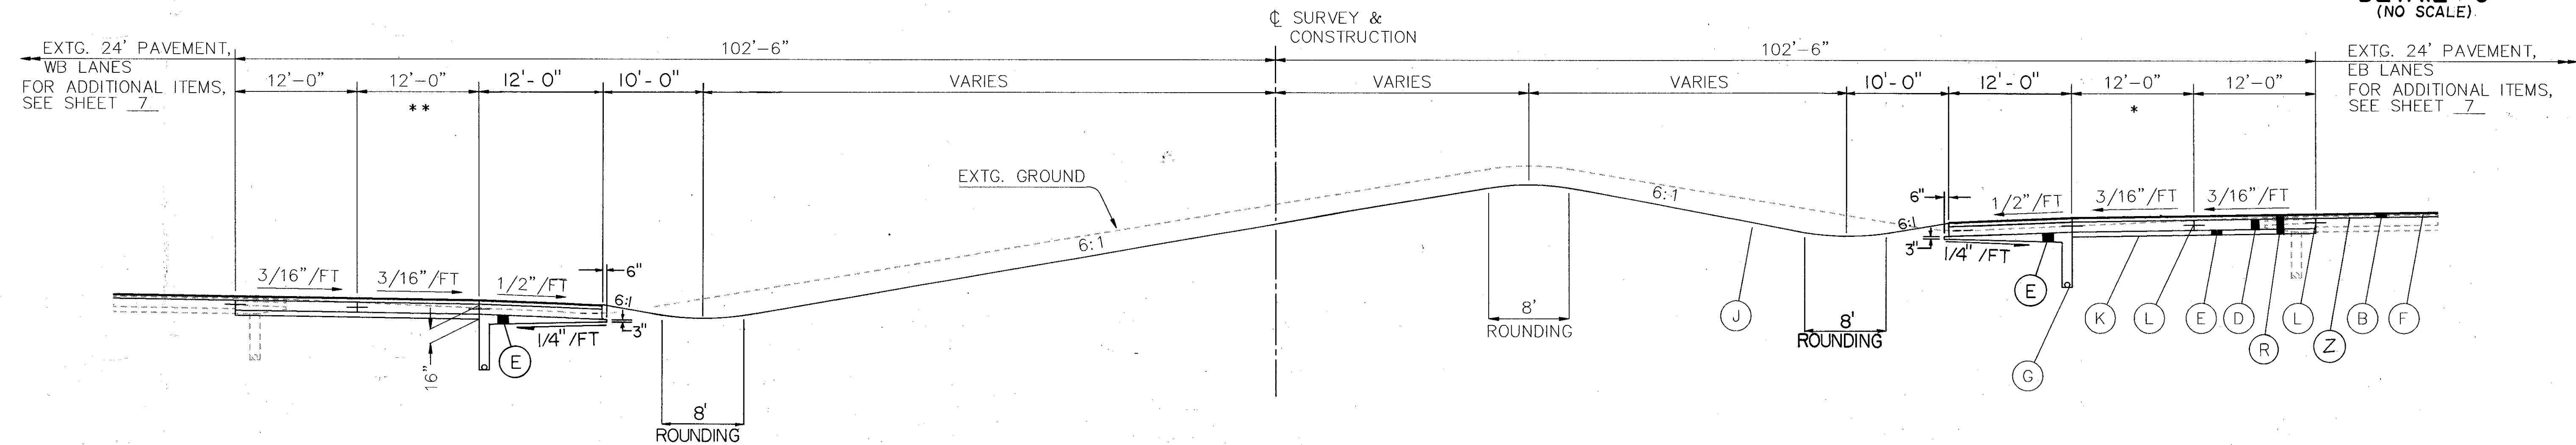 DETAIL
(NO SCALE)
℄ SURVEY &
CONSTRUCTION
EXTG. 24' PAVEMENT,
WB LANES
FOR ADDITIONAL ITEMS,
SEE SHEET 7
102'-6"
102'-6"
EXTG. 24' PAVEMENT,
EB LANES
FOR ADDITIONAL ITEMS,
SEE SHEET 7
12'-0"
12'-0"
**
12'-0"
10'-0"
VARIES
VARIES
VARIES
10'-0"
12'-0"
12'-0"
*
12'-0"
EXTG. GROUND
6:1
6:1
6"
1/2"/FT
3/16"/FT
3/16"/FT
6:1
3"
1/4"/FT
3/16"/FT
3/16"/FT
1/2"/FT
6"
6:1
3"
1/4"/FT
16"
E
8'
ROUNDING
8'
ROUNDING
J
8'
ROUNDING
E
G
K
L
E
D
R
L
Z
B
F